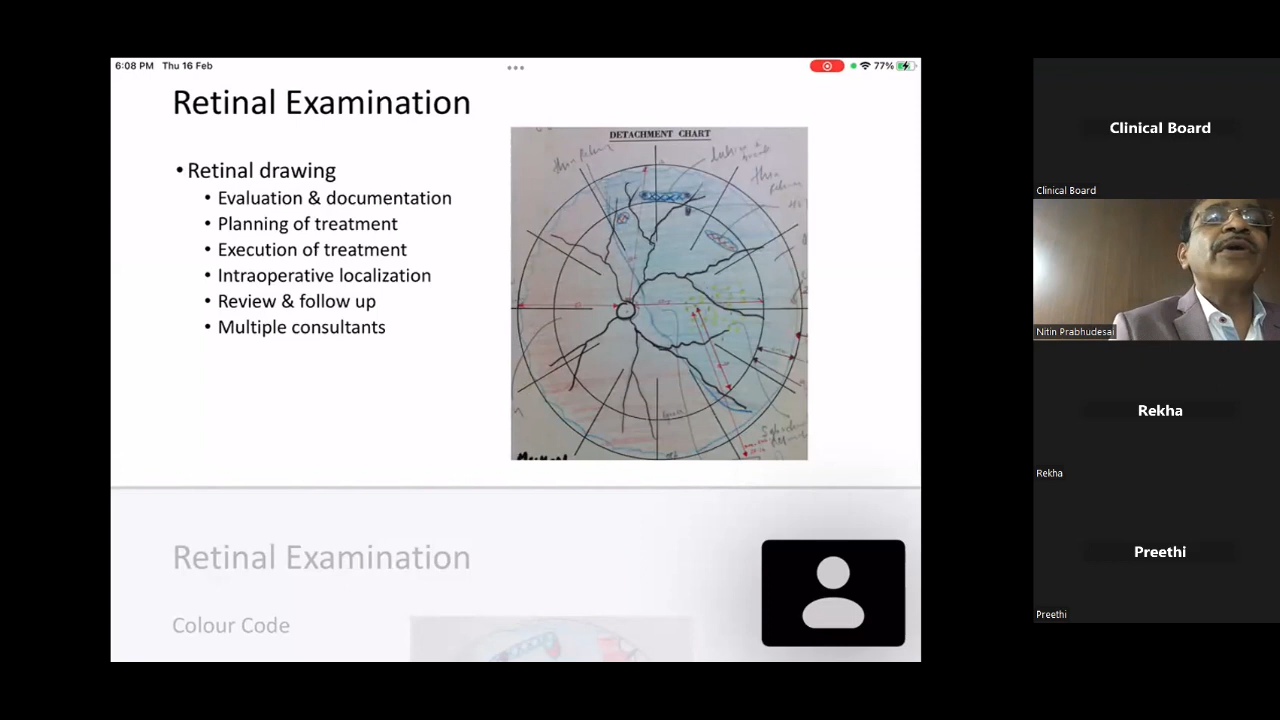 6:08 PM Thu 16 Feb
77%
Retinal Examination
• Retinal drawing
• Evaluation & documentation
• Planning of treatment
• Execution of treatment
• Intraoperative localization
• Review & follow up
• Multiple consultants
DETACHMENT CHART
Retinal Examination
Colour Code
Clinical Board
Clinical Board
Nitin Prabhudesai
Rekha
Rekha
Preethi
Preethi